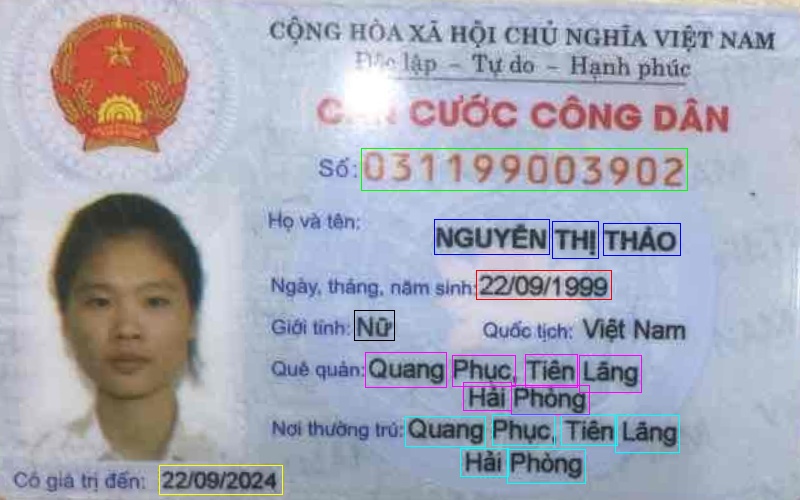 CỘNG HÒA XÃ HỘI CHỦ NGHĨA VIỆT NAM
Độc lập - Tự do - Hạnh phúc
CĂN CƯỚC CÔNG DÂN
Số: 031199003902
Họ và tên:
NGUYỄN THỊ THẢO
Ngày, tháng, năm sinh: 22/09/1999
Giới tính: Nữ Quốc tịch: Việt Nam
Quê quán: Quang Phục, Tiên Lãng
Hải Phòng
Nơi thường trú: Quang Phục, Tiên Lãng
Hải Phòng
Có giá trị đến: 22/09/2024